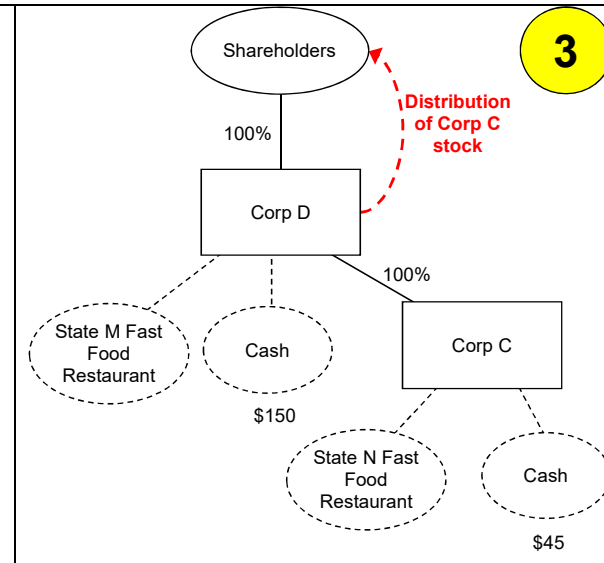 Shareholders
3
Distribution
of Corp C
stock
100%
Corp D
100%
State M Fast
Food
Restaurant
Cash
Corp C
$150
State N Fast
Food
Restaurant
Cash
$45